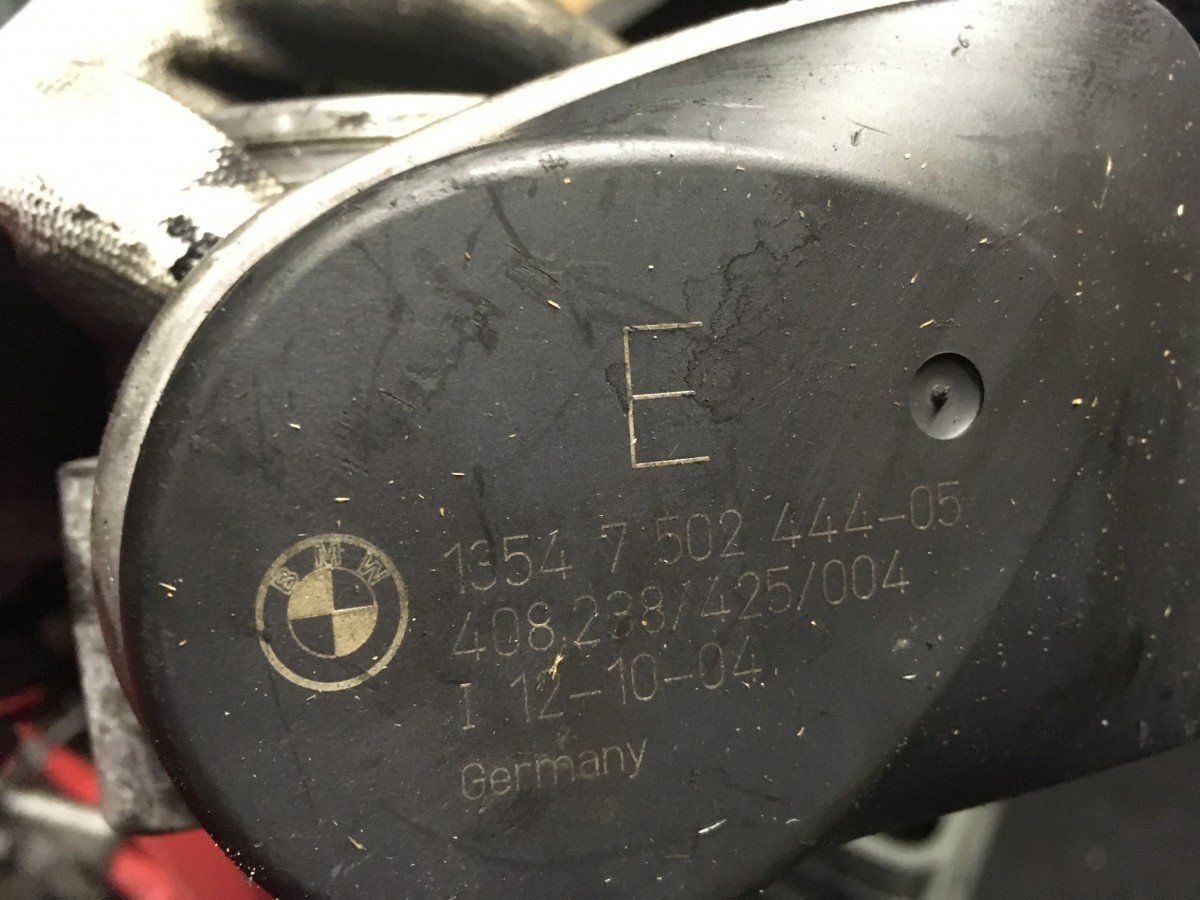 E
BMW
1354 7 502 444-05
408.238/425/004
I 12-10-04
Germany